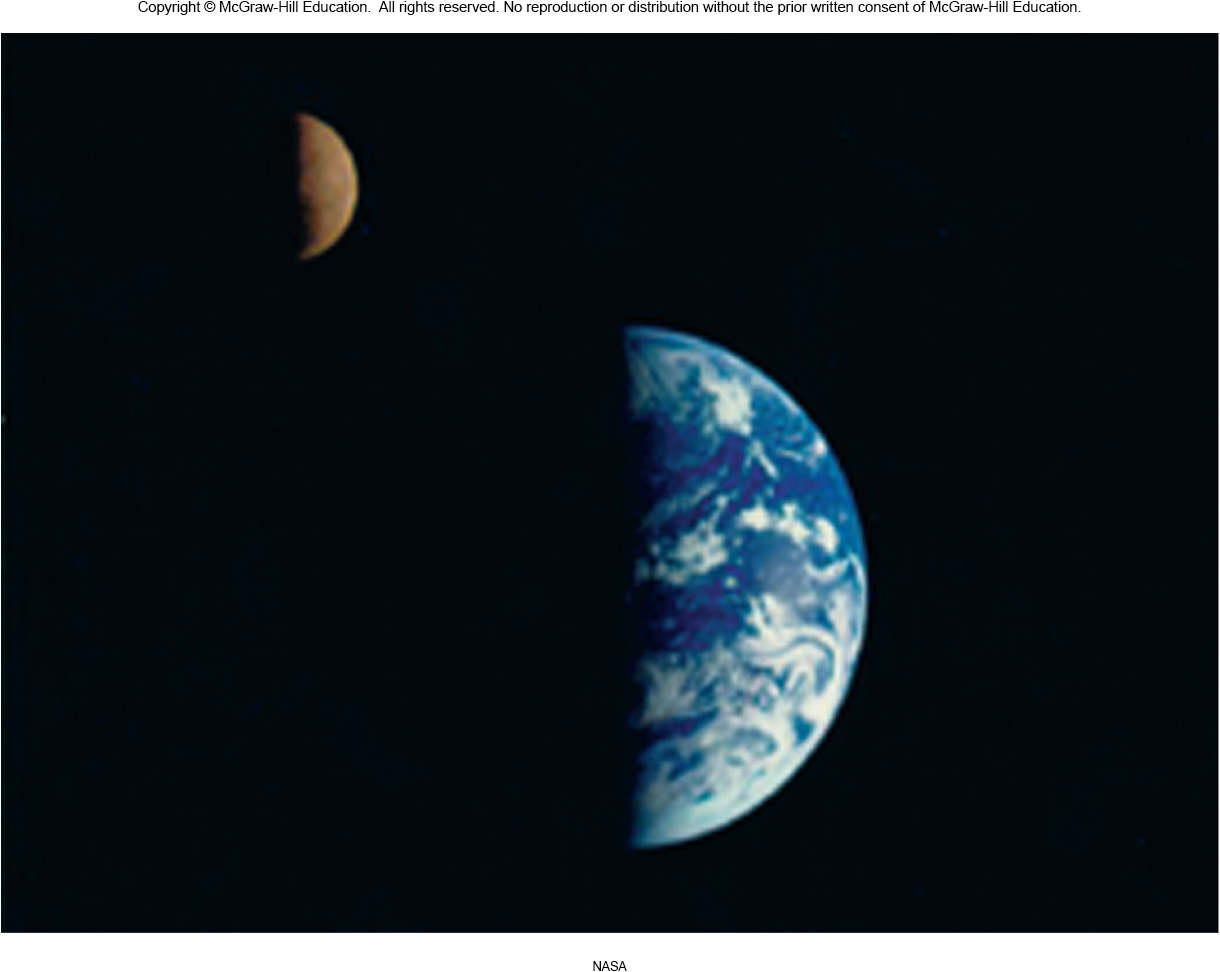 Copyright © McGraw-Hill Education.  All rights reserved. No reproduction or distribution without the prior written consent of McGraw-Hill Education.
NASA